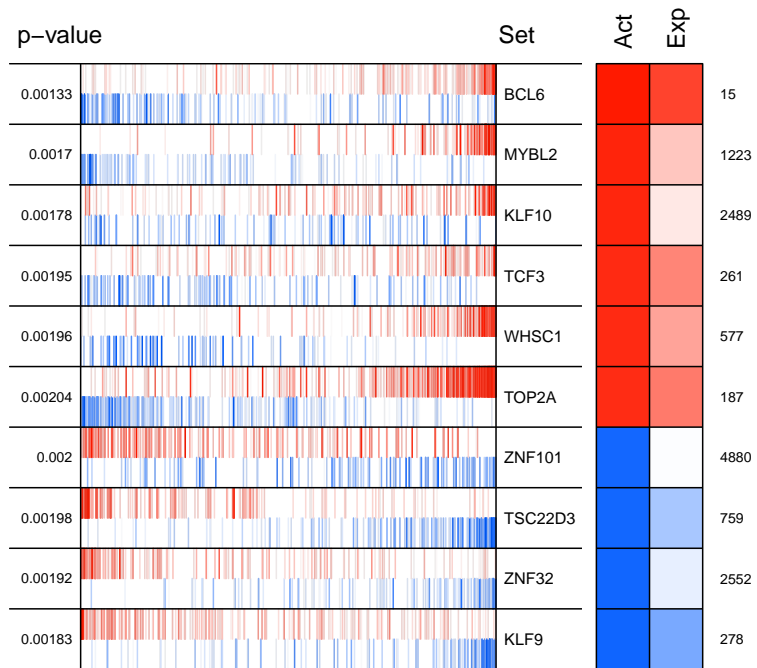 p-value Set Act Exp
0.00133 BCL6 15
0.0017 MYBL2 1223
0.00178 KLF10 2489
0.00195 TCF3 261
0.00196 WHSC1 577
0.00204 TOP2A 187
0.002 ZNF101 4880
0.00198 TSC22D3 759
0.00192 ZNF32 2552
0.00183 KLF9 278